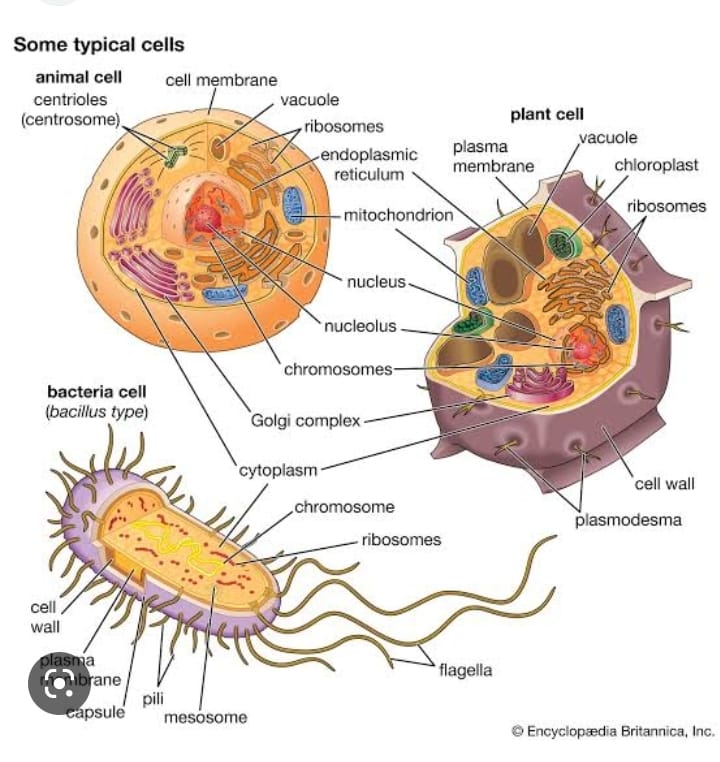 Some typical cells
animal cell
centrioles
(centrosome)
cell membrane
vacuole
ribosomes
endoplasmic
reticulum
mitochondrion
nucleus
nucleolus
chromosomes
Golgi complex
cytoplasm
plant cell
plasma
membrane
vacuole
chloroplast
ribosomes
cell wall
plasmodesma
bacteria cell
(bacillus type)
chromosome
ribosomes
cell
wall
plasma
membrane
capsule
pili
mesosome
flagella
© Encyclopædia Britannica, Inc.